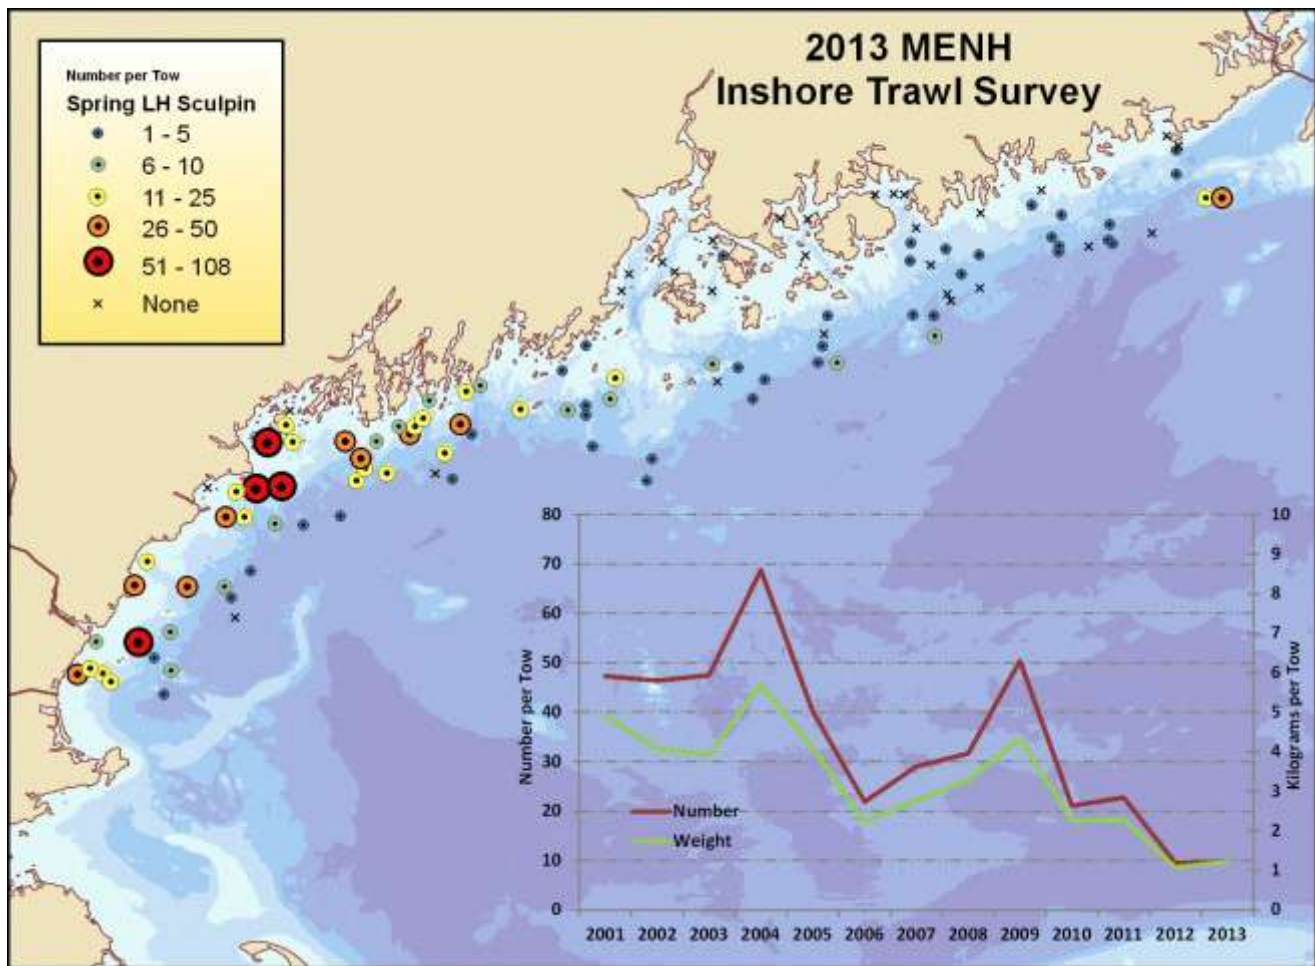 2013 MENH
Inshore Trawl Survey
Number per Tow
Spring LH Sculpin
1 - 5
6 - 10
11 - 25
26 - 50
51 - 108
None
80
70
60
50
40
30
20
10
0
Number per Tow
Number
Weight
10
9
8
7
6
5
4
3
2
1
0
Kilograms per Tow
2001 2002 2003 2004 2005 2006 2007 2008 2009 2010 2011 2012 2013